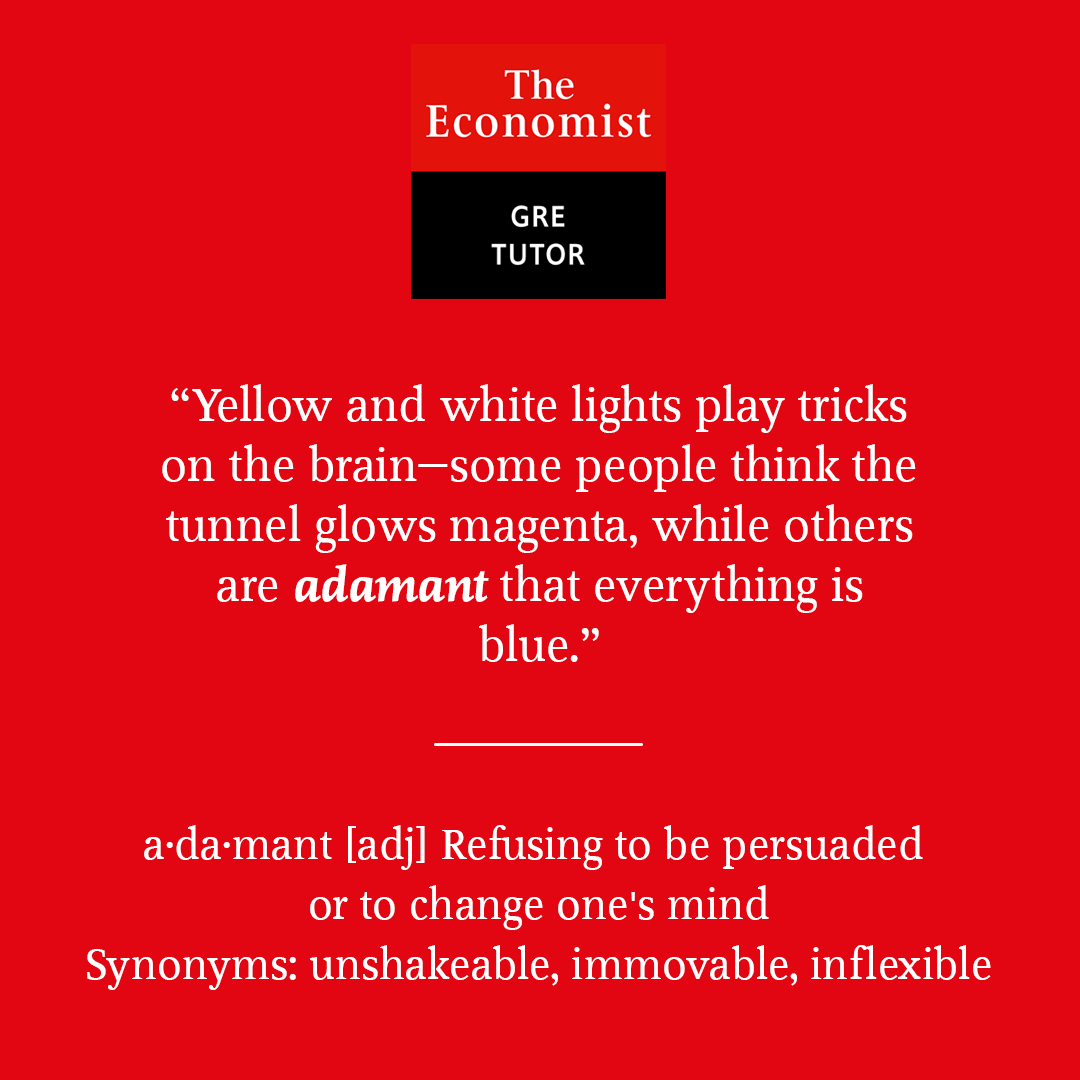 The
Economist
GRE
TUTOR
“Yellow and white lights play tricks
on the brain—some people think the
tunnel glows magenta, while others
are adamant that everything is
blue.”
a·da·mant [adj] Refusing to be persuaded
or to change one's mind
Synonyms: unshakeable, immovable, inflexible